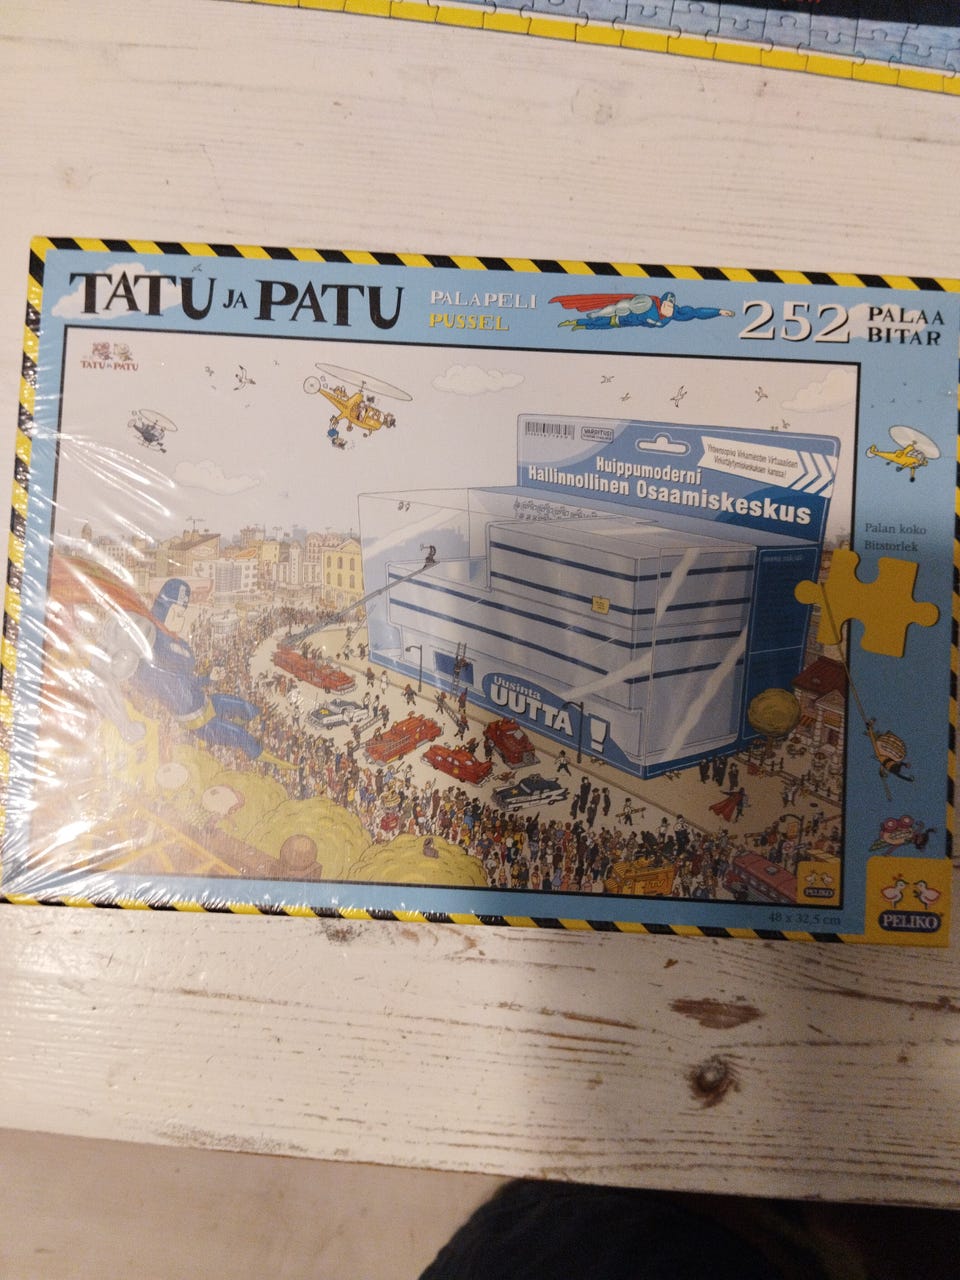 TATU JA PATU
PALAPELI
PUSSEL
252 PALAA
BITAR
TATU JA PATU
VAROITUS!
Huippumoderni
Hallinnollinen Osaamiskeskus
Palan koko
Bitstorlek
Uusinta
UUTTA!
PELIKO
48 x 32,5 cm
PELIKO